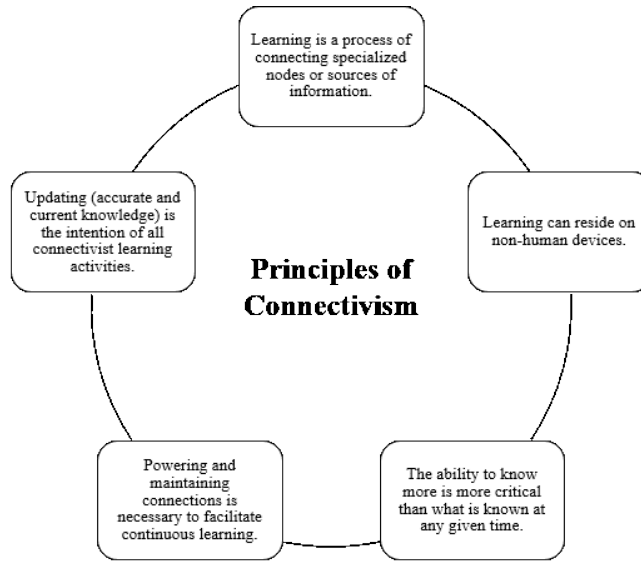 Learning is a process of
connecting specialized
nodes or sources of
information.
Updating (accurate and
current knowledge) is
the intention of all
connectivist learning
activities.
Learning can reside on
non-human devices.
Principles of
Connectivism
Powering and
maintaining
connections is
necessary to facilitate
continuous learning.
The ability to know
more is more critical
than what is known at
any given time.